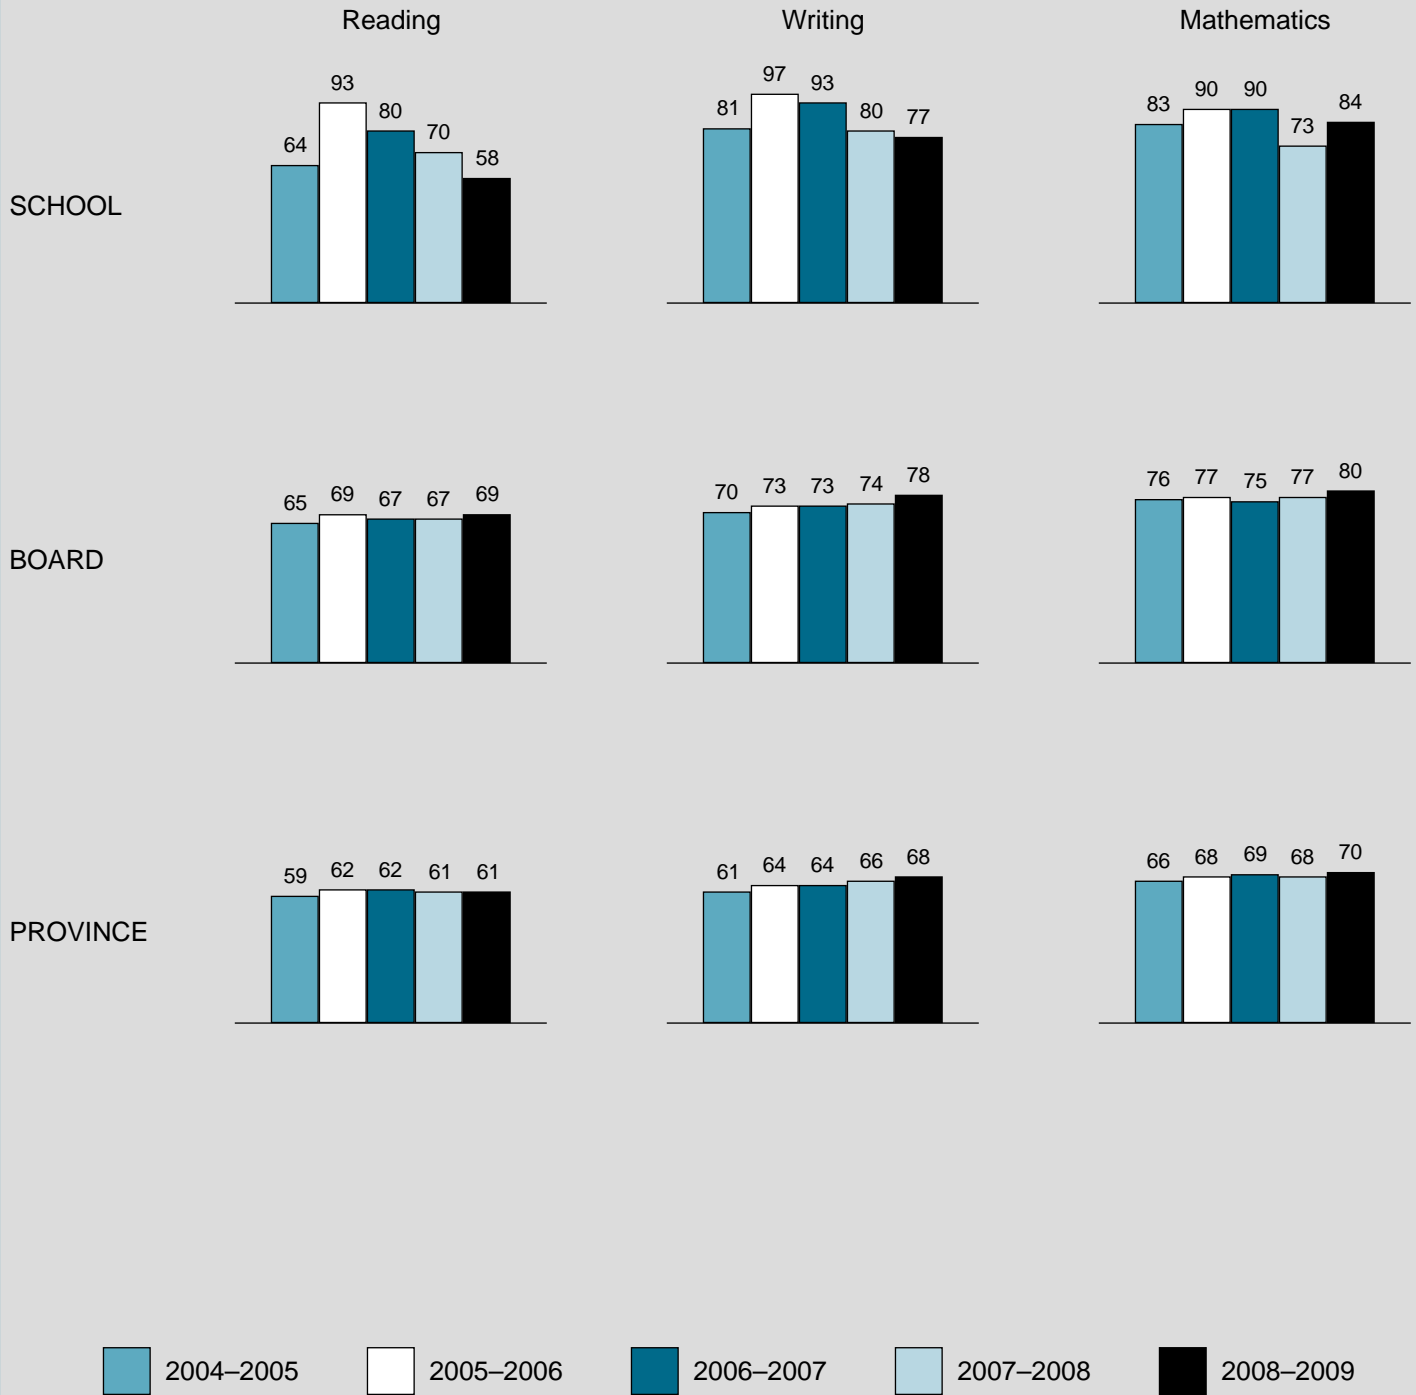 Reading Writing Mathematics
SCHOOL
64 93 80 70 58
81 97 93 80 77
83 90 90 73 84
BOARD
65 69 67 67 69
70 73 73 74 78
76 77 75 77 80
PROVINCE
59 62 62 61 61
61 64 64 66 68
66 68 69 68 70
2004–2005 2005–2006 2006–2007 2007–2008 2008–2009